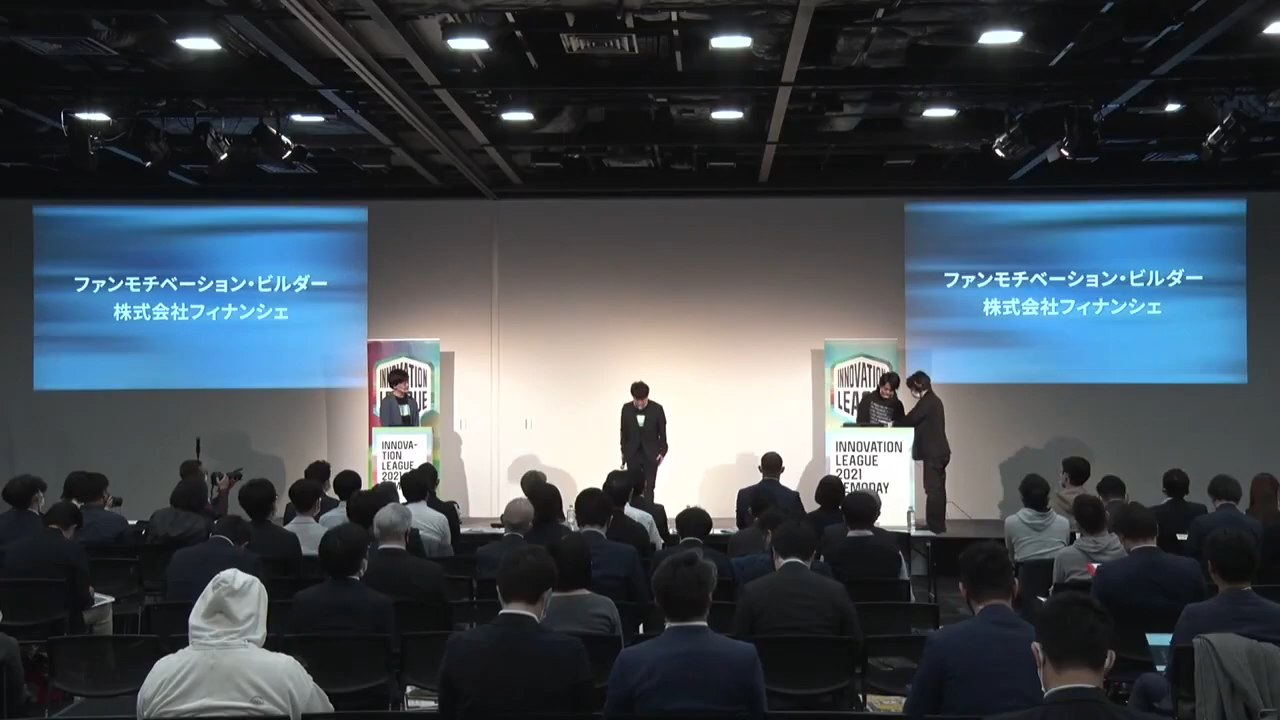 ファンモチベーション・ビルダー
株式会社フィナンシェ
ファンモチベーション・ビルダー
株式会社フィナンシェ
INNOVATION
LEAGUE
INNOVATION
INNOVA-
TION
LEAGUE
2021
INNOVATION
LEAGUE
2021
DEMODAY